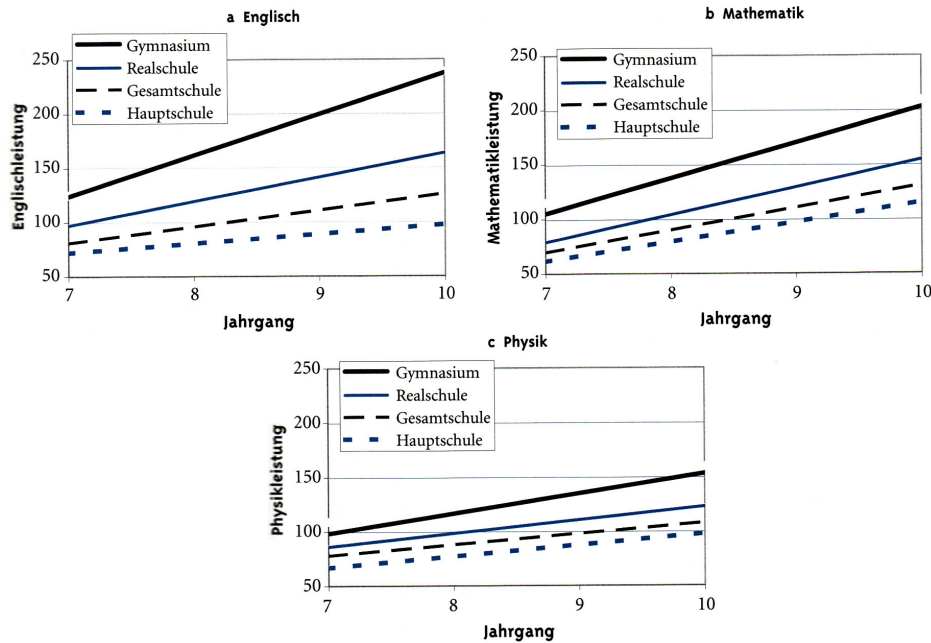 a Englisch
Gymnasium
Realschule
Gesamtschule
Hauptschule
250
200
150
100
50
Englischleistung
7 8 9 10
Jahrgang
b Mathematik
Gymnasium
Realschule
Gesamtschule
Hauptschule
250
200
150
100
50
Mathematikleistung
7 8 9 10
Jahrgang
c Physik
Gymnasium
Realschule
Gesamtschule
Hauptschule
250
200
150
100
50
Physikleistung
7 8 9 10
Jahrgang